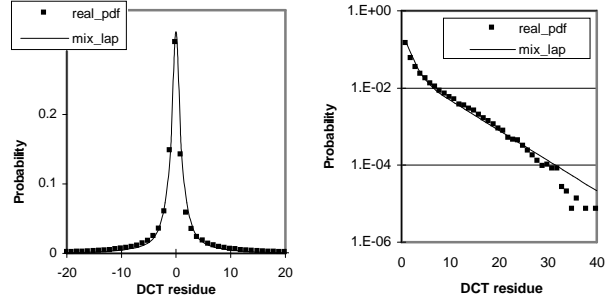 real_pdf
mix_lap
0.2
0.1
0
Probability
-20
-10
0
10
20
DCT residue
real_pdf
mix_lap
1.E+00
1.E-02
1.E-04
1.E-06
Probability
0
10
20
30
40
DCT residue